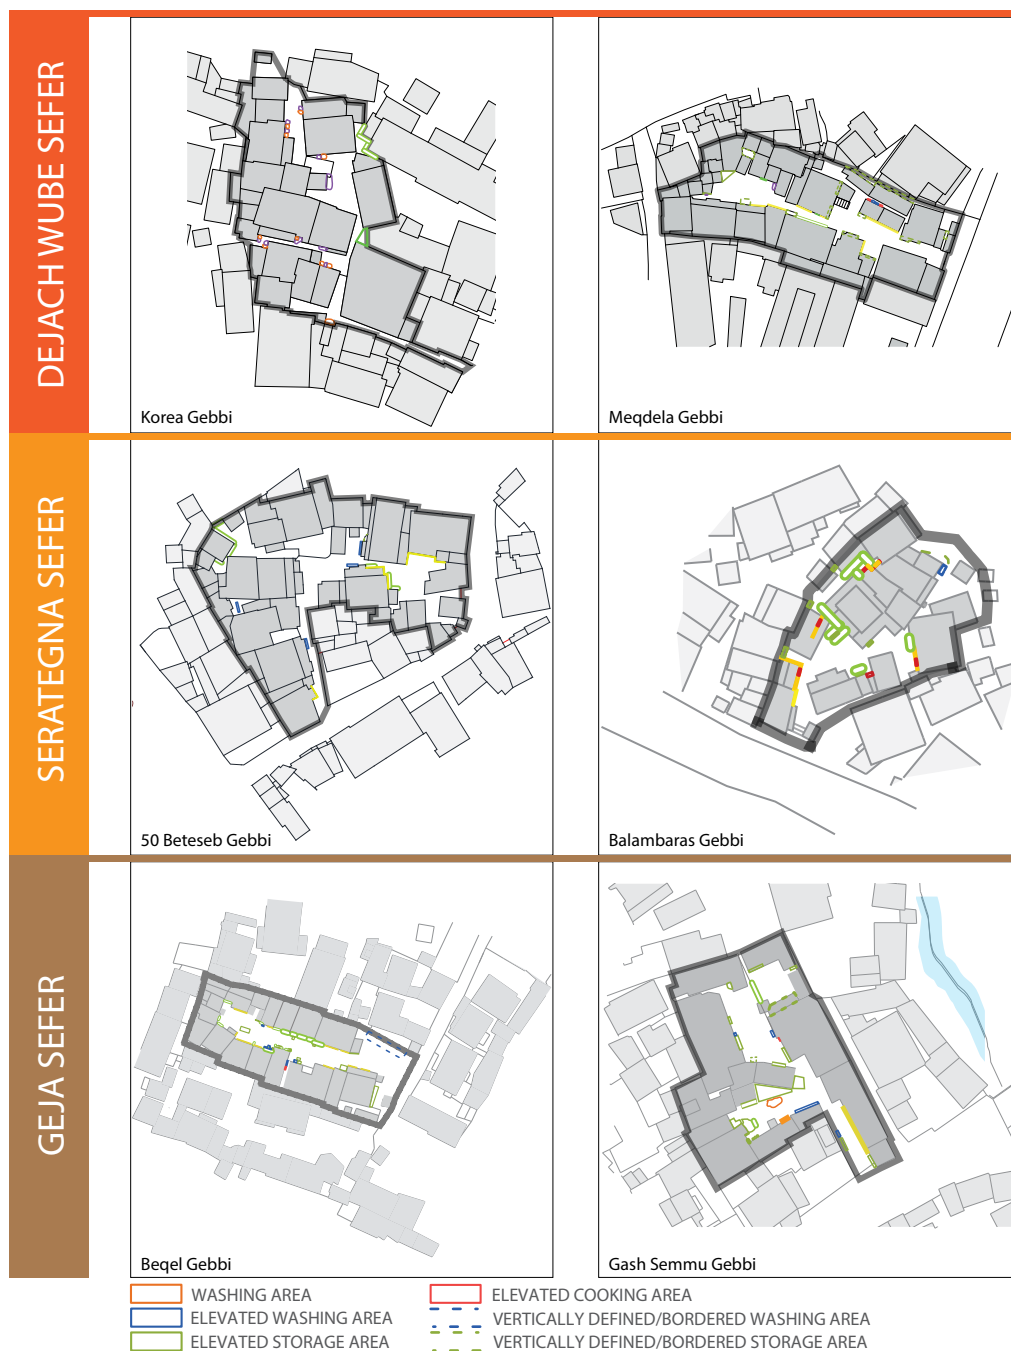 DEJACH WUBE SEFER
Korea Gebbi
Meqdela Gebbi
SERATEGNA SEFER
50 Beteseb Gebbi
Balambaras Gebbi
GEJA SEFER
Beqel Gebbi
Gash Semmu Gebbi
WASHING AREA
ELEVATED WASHING AREA
ELEVATED STORAGE AREA
ELEVATED COOKING AREA
VERTICALLY DEFINED/BORDERED WASHING AREA
VERTICALLY DEFINED/BORDERED STORAGE AREA